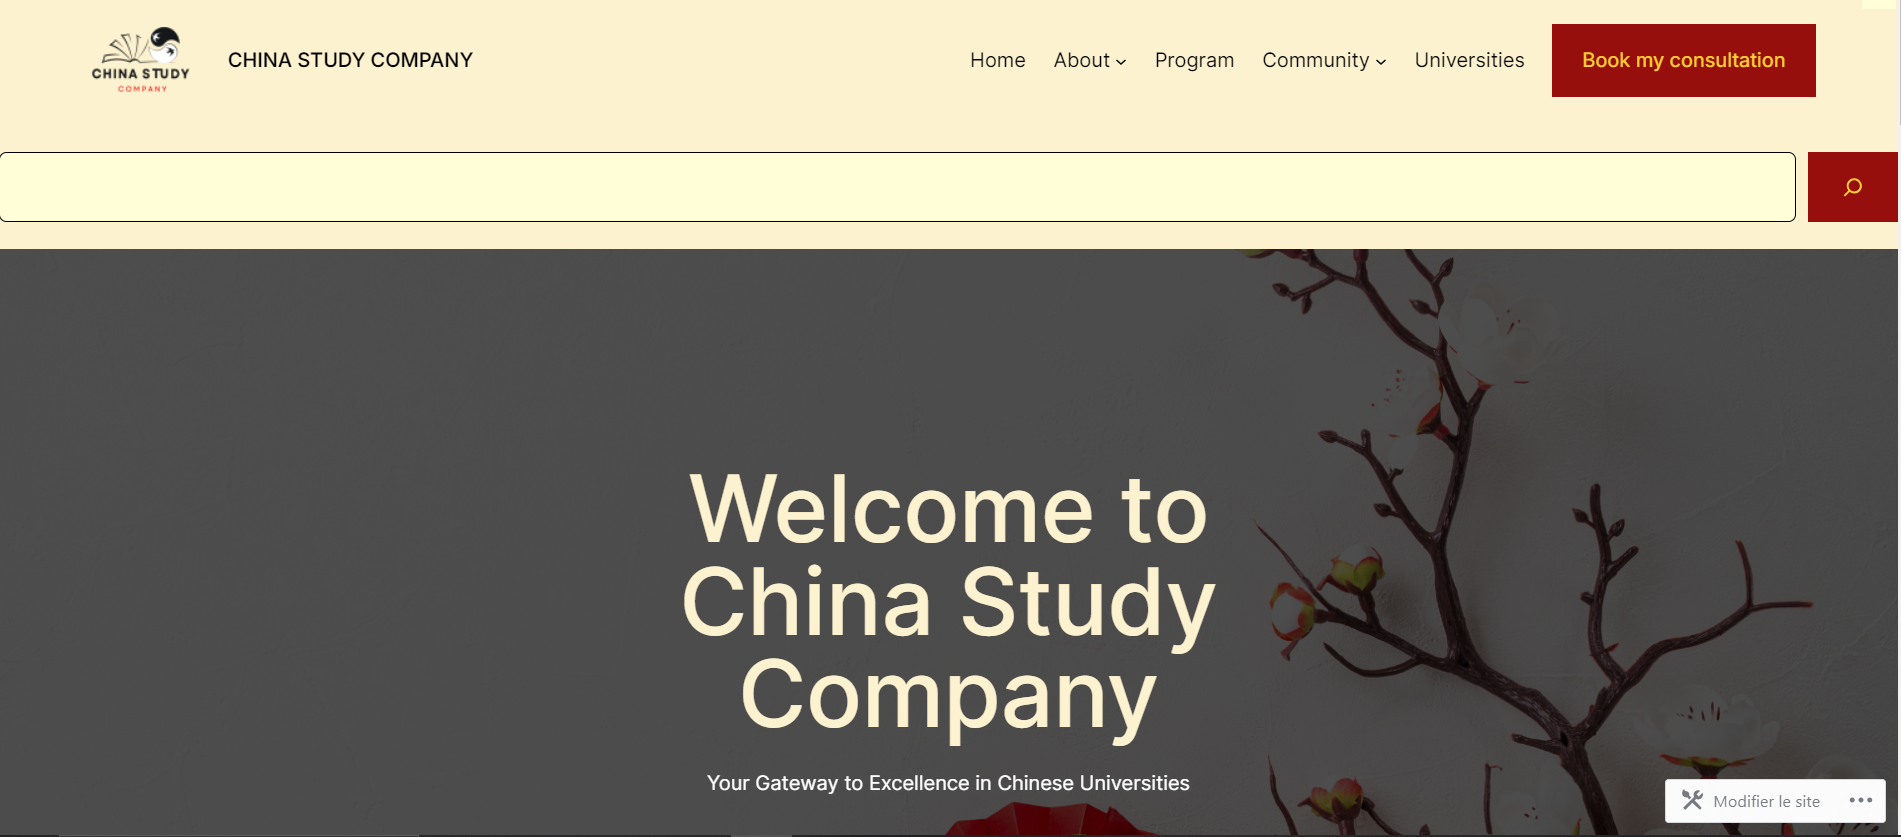 CHINA STUDY
COMPANY
CHINA STUDY COMPANY
Home
About
Program
Community
Universities
Book my consultation
Welcome to
China Study
Company
Your Gateway to Excellence in Chinese Universities
Modifier le site